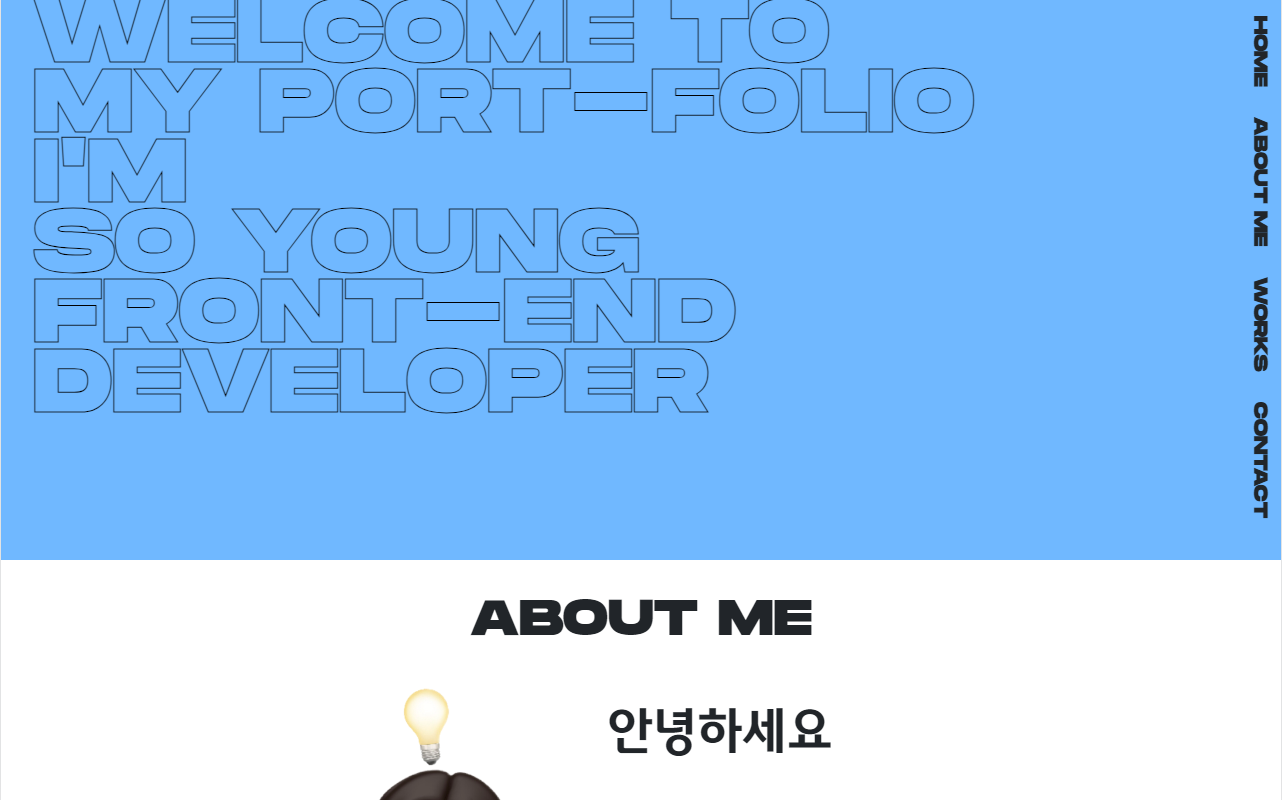 WELCOME TO
MY PORT-FOLIO
I'M
SO YOUNG
FRONT-END
DEVELOPER
HOME
ABOUT ME
WORKS
CONTACT
ABOUT ME
안녕하세요